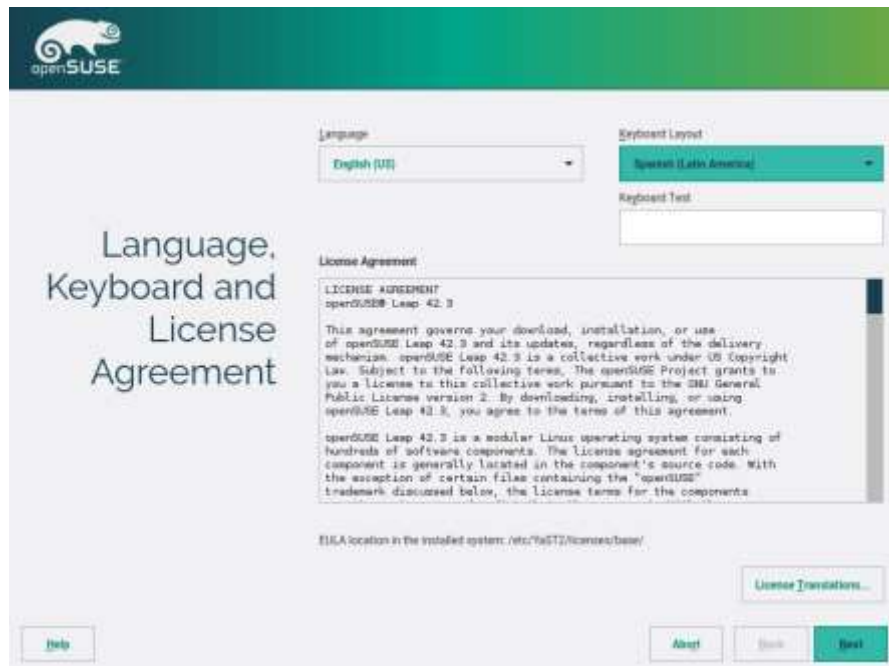 openSUSE
Language,
Keyboard and
License
Agreement
Language
English (US)
Keyboard Layout
Spanish (Latin America)
Keyboard Test
License Agreement
LICENSE AGREEMENT
openSUSE® Leap 42.3
This agreement governs your download, installation, or use
of openSUSE Leap 42.3 and its updates, regardless of the delivery
mechanism. openSUSE Leap 42.3 is a collective work under US Copyright
Law. Subject to the following terms, The openSUSE Project grants to
you a license to this collective work pursuant to the GNU General
Public License version 2. By downloading, installing, or using
openSUSE Leap 42.3, you agree to the terms of this agreement.
openSUSE Leap 42.3 is a modular Linux operating system consisting of
hundreds of software components. The license agreement for each
component is generally located in the component's source code. With
the exception of certain files containing the "openSUSE"
trademark discussed below, the license terms for the components
EULA location in the installed system: /etc/YaST2/licenses/base/
License Translations...
Help
Abort
Back
Next